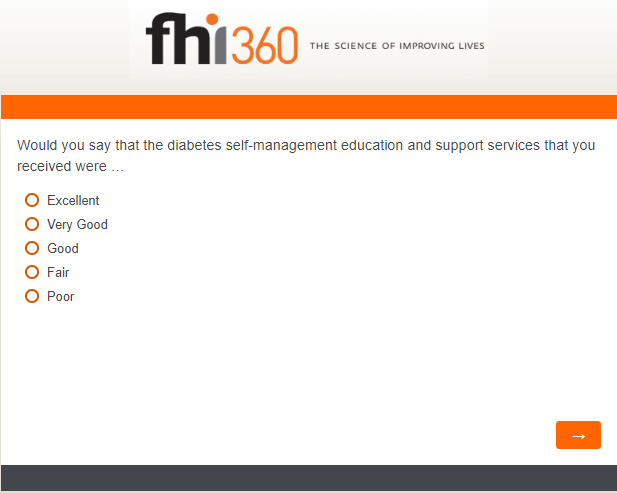 fhi360 THE SCIENCE OF IMPROVING LIVES
Would you say that the diabetes self-management education and support services that you
received were ...
Excellent
Very Good
Good
Fair
Poor
→